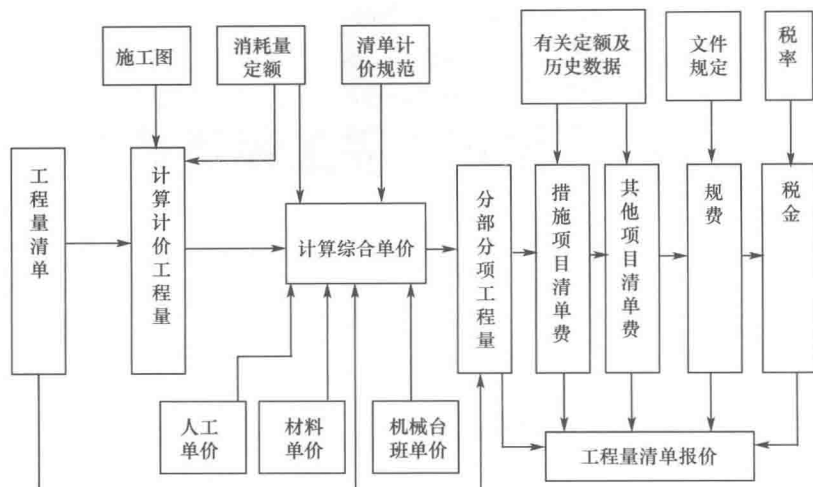 施工图
消耗量
定额
清单计
价规范
有关定额及
历史数据
文件
规定
税率
工程量清单
计算计价工程量
计算综合单价
分部分项工程量
措施项目清单费
其他项目清单费
规费
税金
人工
单价
材料
单价
机械台
班单价
工程量清单报价